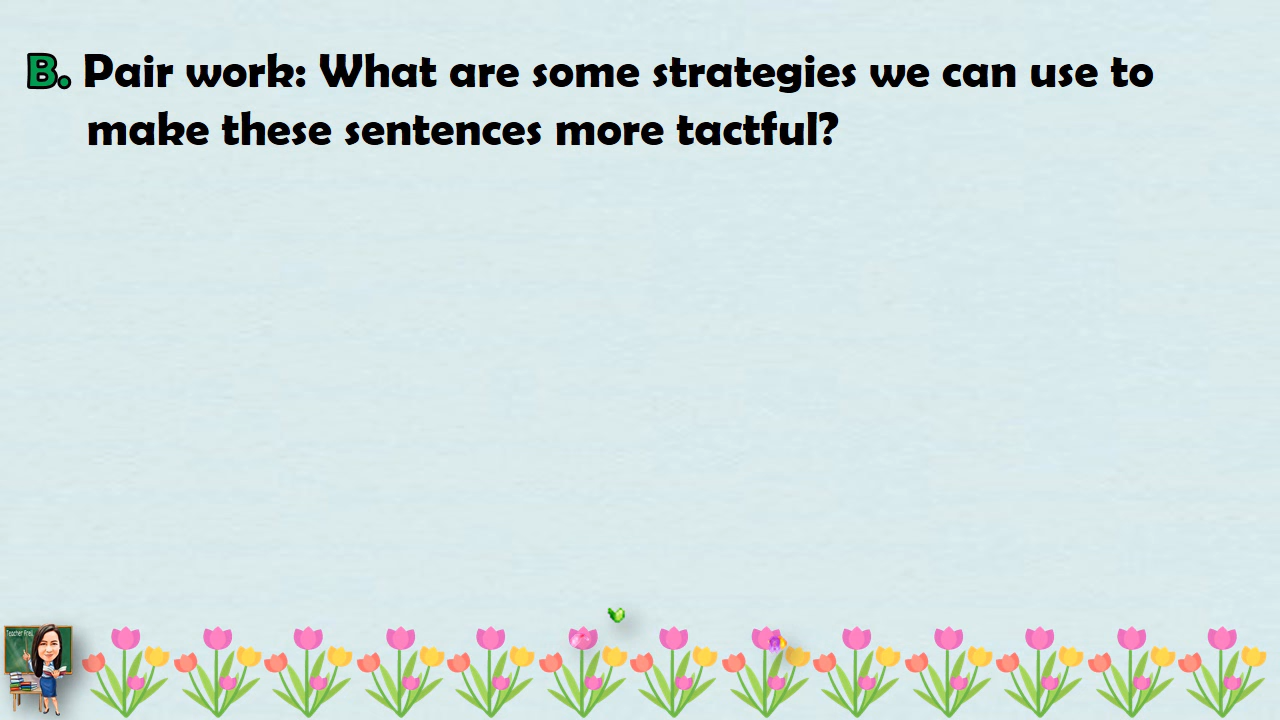 B. Pair work: What are some strategies we can use to
make these sentences more tactful?